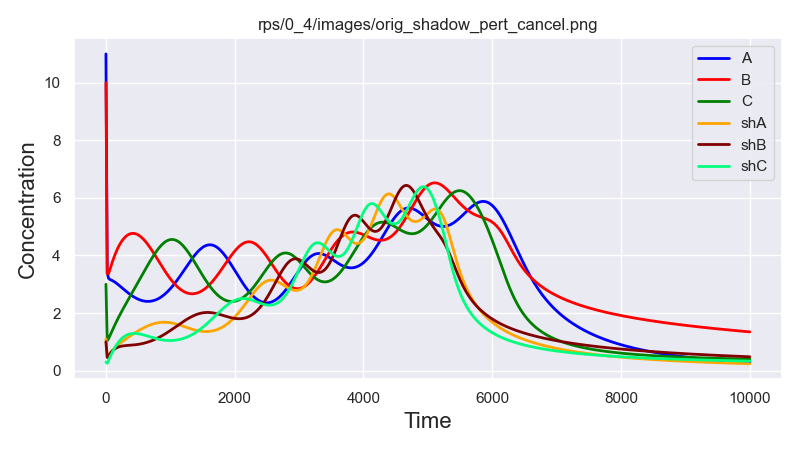 rps/0_4/images/orig_shadow_pert_cancel.png
Concentration
10
8
6
4
2
0
A
B
C
shA
shB
shC
0
2000
4000
6000
8000
10000
Time